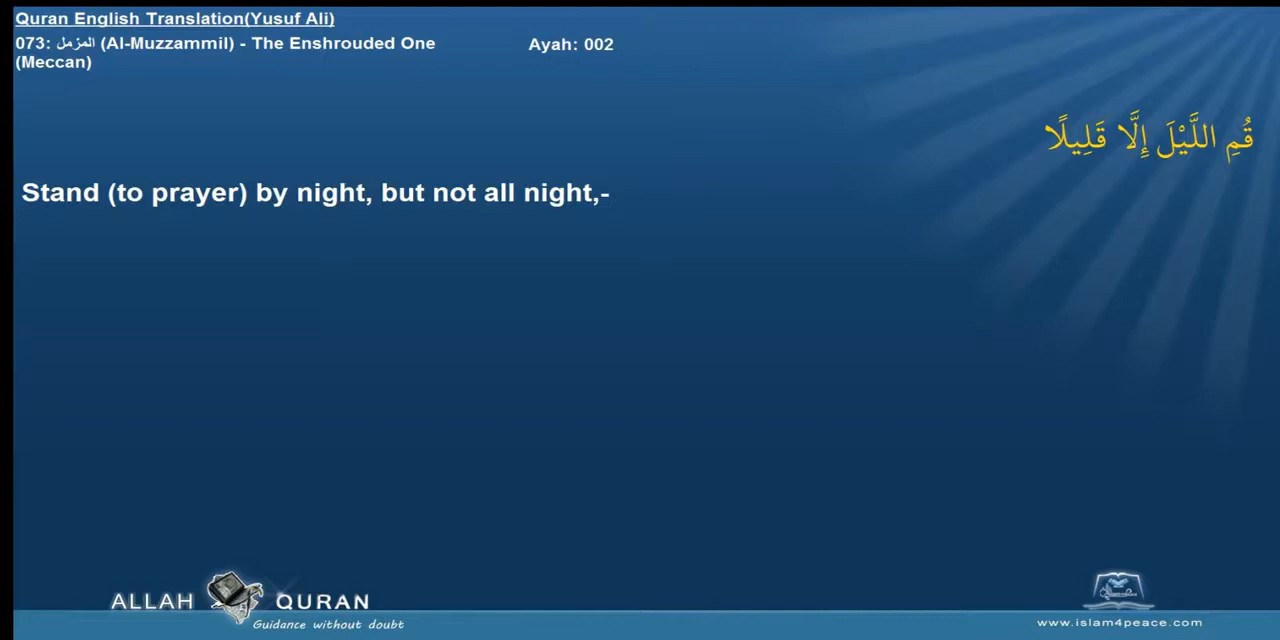 Quran English Translation(Yusuf Ali)
073: المزمل (Al-Muzzammil) - The Enshrouded One
(Meccan)
Ayah: 002
قُمِ اللَّيْلَ إِلَّا قَلِيلًا
Stand (to prayer) by night, but not all night,-
ALLAH QURAN
Guidance without doubt
www.islam4peace.com